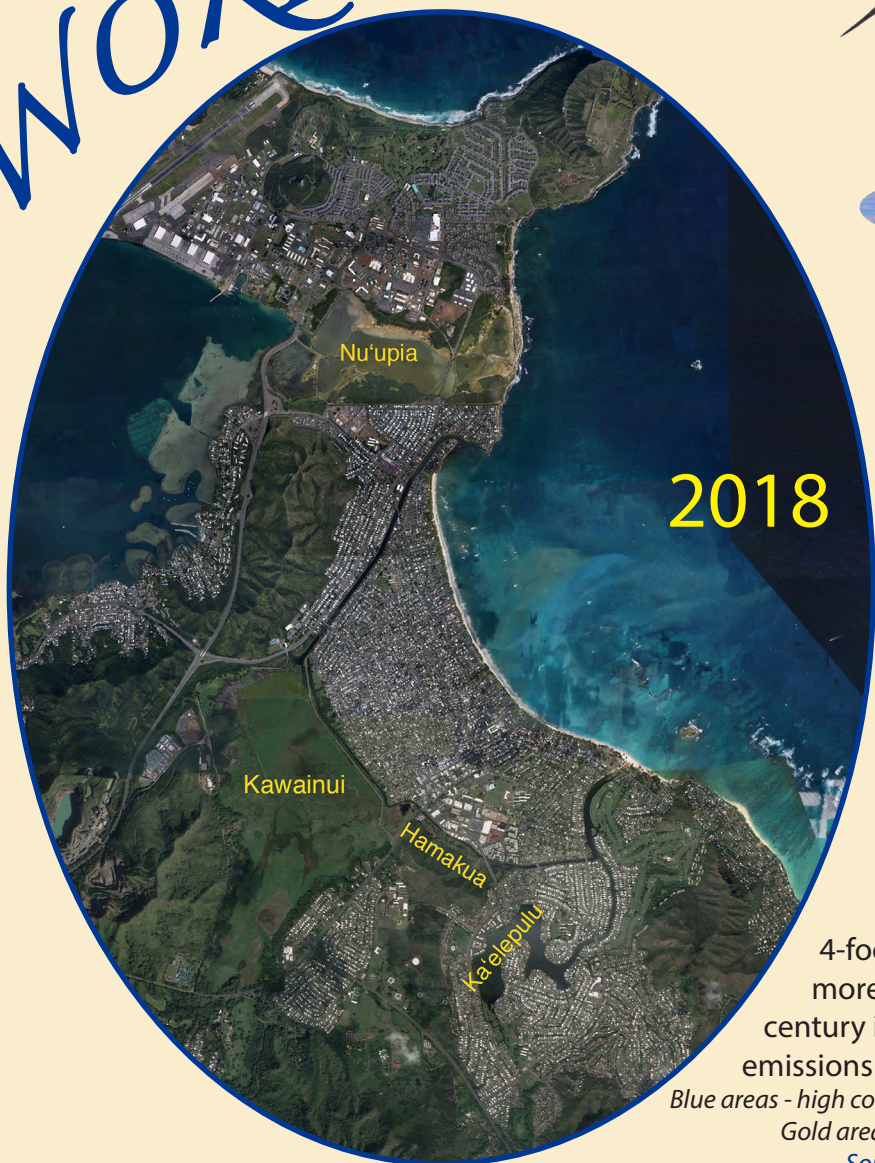 Nu‘upia
2018
Kawainui
Hamakua
Ka‘elepulu
4-foo
more
century i
emissions
Blue areas - high co
Gold area